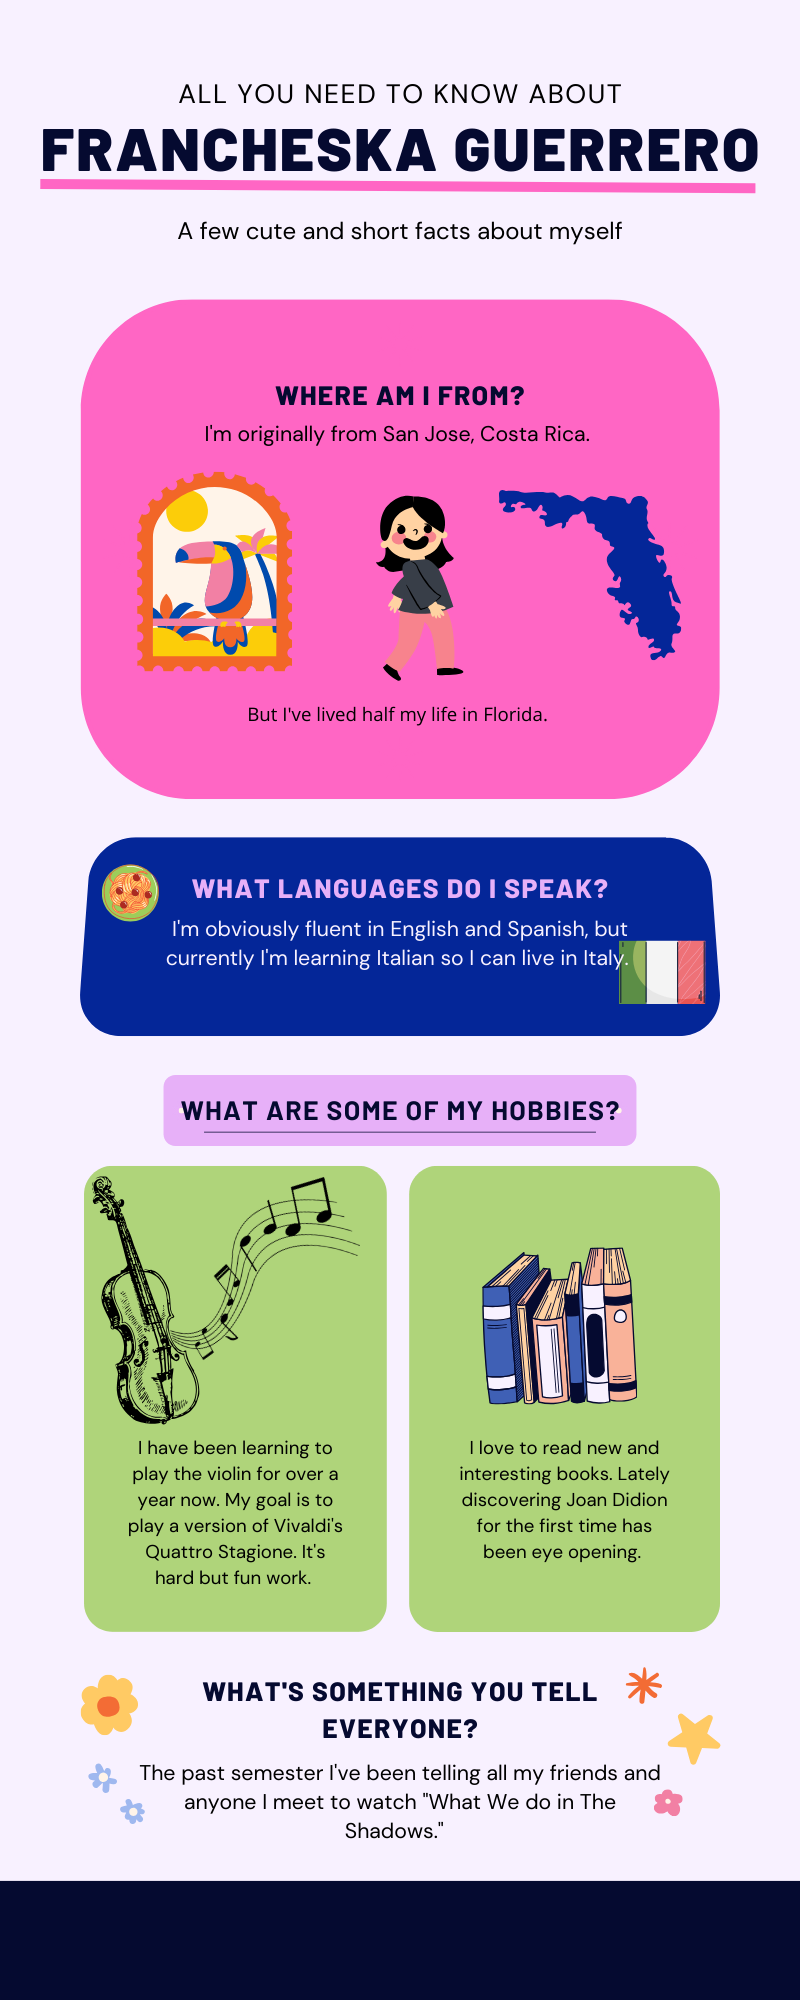 ALL YOU NEED TO KNOW ABOUT
FRANCHESKA GUERRERO
A few cute and short facts about myself
WHERE AM I FROM?
I'm originally from San Jose, Costa Rica.
But I've lived half my life in Florida.
WHAT LANGUAGES DO I SPEAK?
I'm obviously fluent in English and Spanish, but
currently I'm learning Italian so I can live in Italy.
WHAT ARE SOME OF MY HOBBIES?
I have been learning to
play the violin for over a
year now. My goal is to
play a version of Vivaldi's
Quattro Stagione. It's
hard but fun work.
I love to read new and
interesting books. Lately
discovering Joan Didion
for the first time has
been eye opening.
WHAT'S SOMETHING YOU TELL
EVERYONE?
The past semester I've been telling all my friends and
anyone I meet to watch "What We do in The
Shadows."